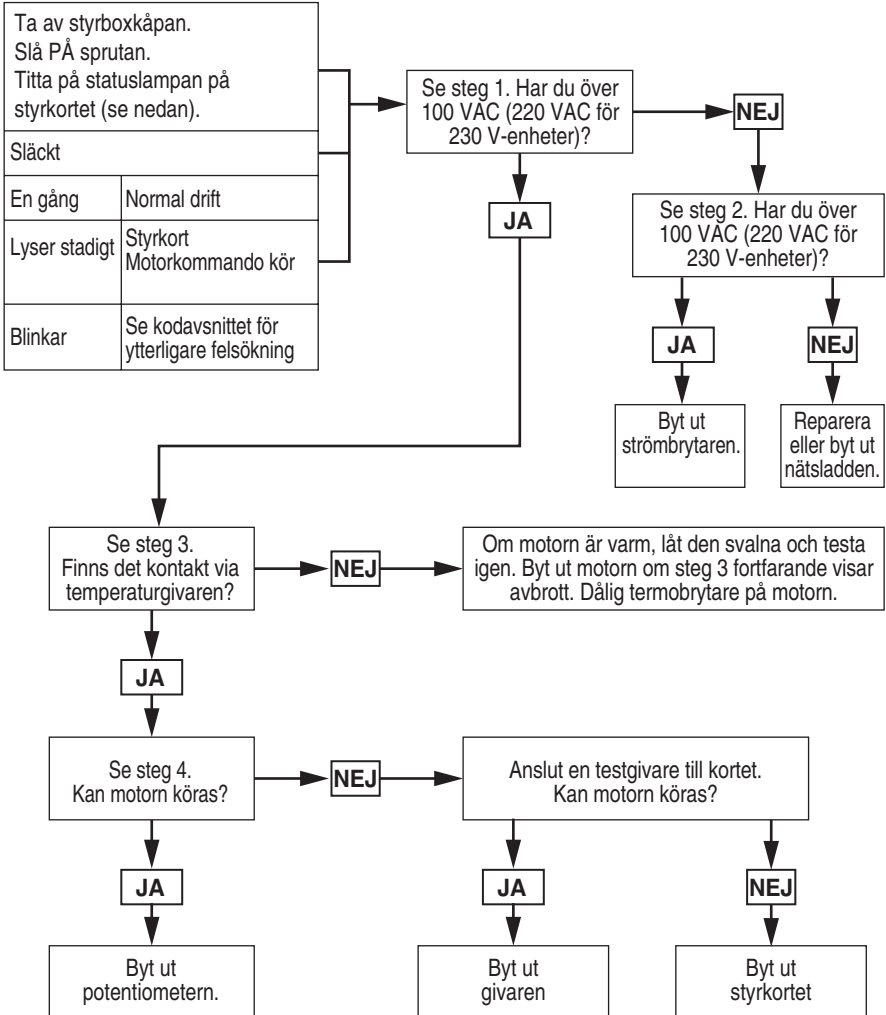 Ta av styrboxkåpan.
Slå PÅ sprutan.
Titta på statuslampan på
styrkortet (se nedan).
Släckt
En gång
Normal drift
Lyser stadigt
Styrkort
Motorkommando kör
Blinkar
Se kodavsnittet för
ytterligare felsökning
Se steg 1. Har du över
100 VAC (220 VAC för
230 V-enheter)?
NEJ
JA
Se steg 2. Har du över
100 VAC (220 VAC för
230 V-enheter)?
JA
NEJ
Byt ut
strömbrytaren.
Reparera
eller byt ut
nätsladden.
Se steg 3.
Finns det kontakt via
temperaturgivaren?
NEJ
Om motorn är varm, låt den svalna och testa
igen. Byt ut motorn om steg 3 fortfarande visar
avbrott. Dålig termobrytare på motorn.
JA
Se steg 4.
Kan motorn köras?
NEJ
Anslut en testgivare till kortet.
Kan motorn köras?
JA
JA
NEJ
Byt ut
potentiometern.
Byt ut
givaren
Byt ut
styrkortet